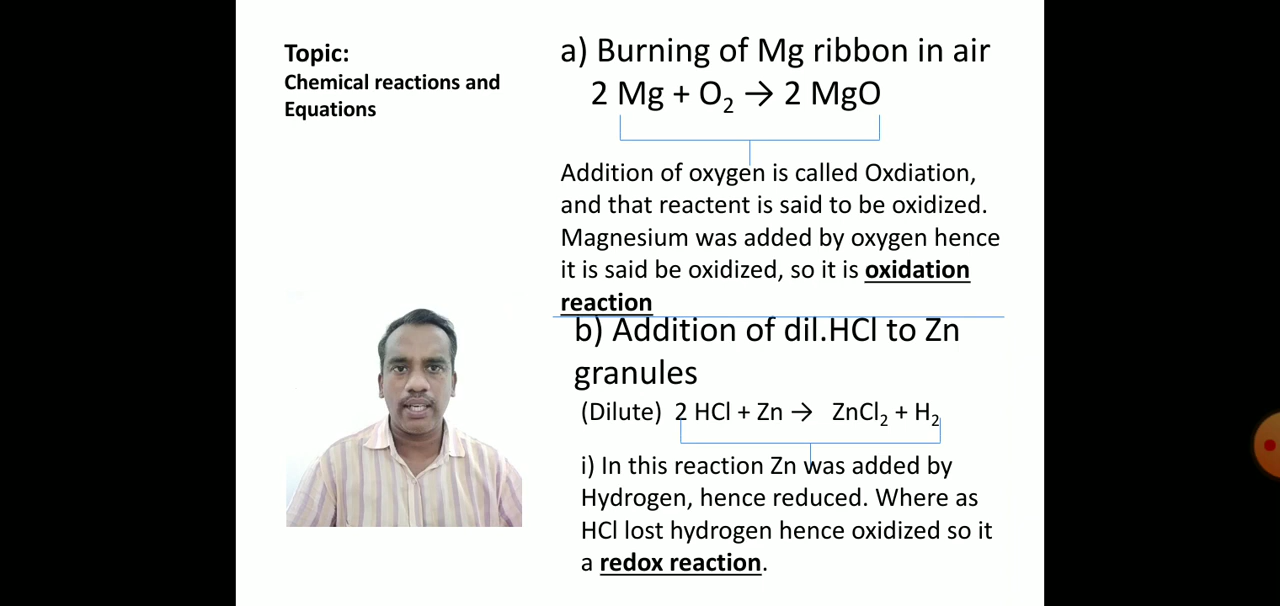 Topic:
Chemical reactions and
Equations
a) Burning of Mg ribbon in air
2 Mg + O₂ → 2 MgO
Addition of oxygen is called Oxdiation,
and that reactent is said to be oxidized.
Magnesium was added by oxygen hence
it is said be oxidized, so it is oxidation
reaction
b) Addition of dil.HCl to Zn
granules
(Dilute) 2 HCl + Zn → ZnCl₂ + H₂
i) In this reaction Zn was added by
Hydrogen, hence reduced. Where as
HCl lost hydrogen hence oxidized so it
a redox reaction.